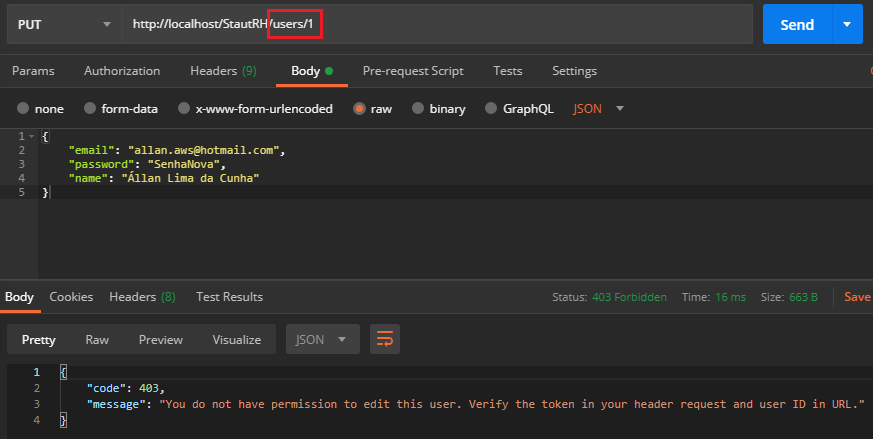 PUT http://localhost/StautRH/users/1 Send
Params Authorization Headers (9) Body Pre-request Script Tests Settings
none form-data x-www-form-urlencoded raw binary GraphQL JSON
1 {
2 "email": "allan.aws@hotmail.com",
3 "password": "SenhaNova",
4 "name": "Állan Lima da Cunha"
5 }
Body Cookies Headers (8) Test Results Status: 403 Forbidden Time: 16 ms Size: 663 B Save
Pretty Raw Preview Visualize JSON
1 {
2 "code": 403,
3 "message": "You do not have permission to edit this user. Verify the token in your header request and user ID in URL."
4 }